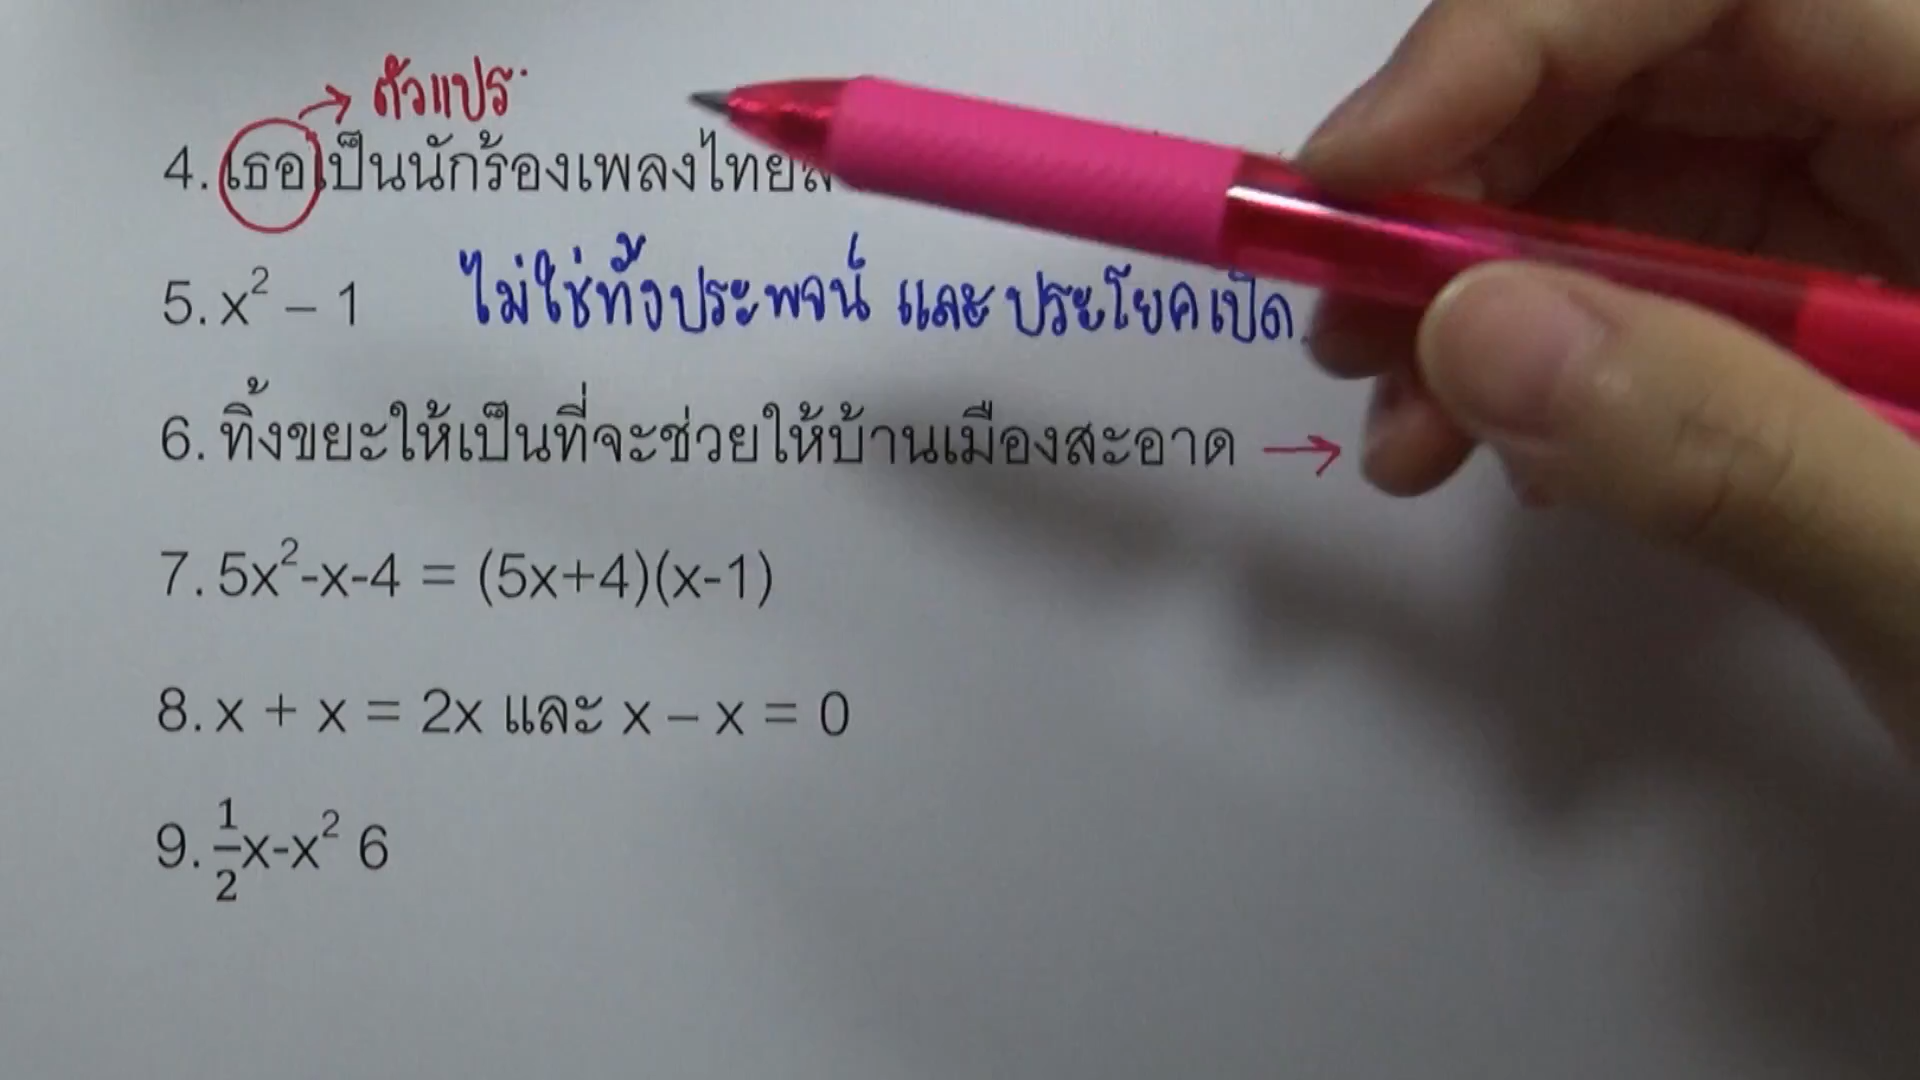 ตัวแปร
4. เธอเป็นนักร้องเพลงไทย
5. x² – 1 ไม่ใช่ทั้งประพจน์ และ ประโยคเปิด
6. ทิ้งขยะให้เป็นที่จะช่วยให้บ้านเมืองสะอาด →
7. 5x²-x-4 = (5x+4)(x-1)
8. x + x = 2x และ x – x = 0
9. ½x-x² 6